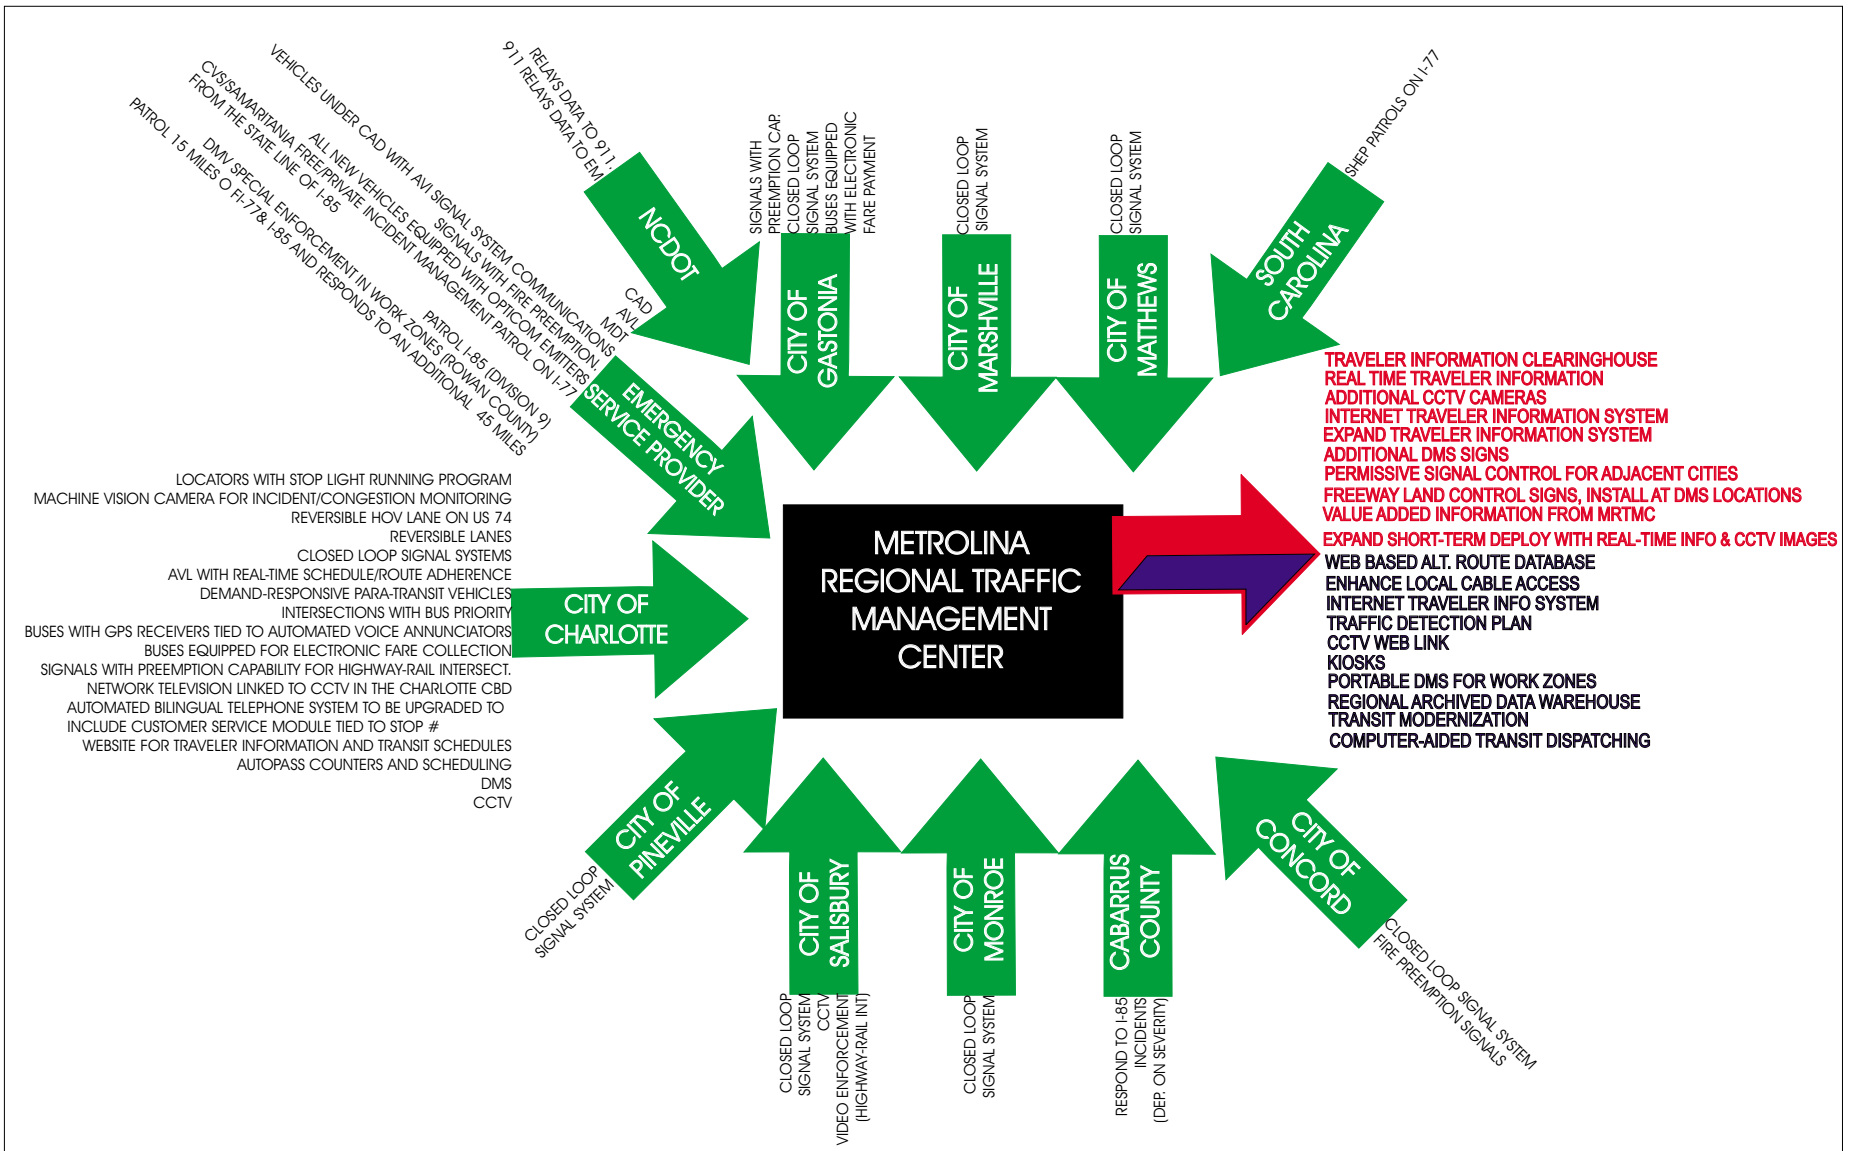 RELAYS DATA TO 911,
911 RELAYS DATA TO EM
NCDOT
VEHICLES UNDER CAD WITH AVI SIGNAL SYSTEM COMMUNICATIONS
SIGNALS WITH FIRE PREEMPTION.
ALL NEW VEHICLES EQUIPPED WITH OPTICOM EMITTERS
CVS/SAMARITANIA FREE/PRIVATE INCIDENT MANAGEMENT PATROL ON I-77
FROM THE STATE LINE OF I-85
PATROL I-85 (DIVISION 9)
DMV SPECIAL ENFORCEMENT IN WORK ZONES (ROWAN COUNTY)
PATROL 15 MILES O FI-77& I-85 AND RESPONDS TO AN ADDITIONAL 45 MILES
CAD
AVL
MDT
EMERGENCY
SERVICE PROVIDER
SIGNALS WITH
PREEMPTION CAP.
CLOSED LOOP
SIGNAL SYSTEM
BUSES EQUIPPED
WITH ELECTRONIC
FARE PAYMENT
CITY OF
GASTONIA
CLOSED LOOP
SIGNAL SYSTEM
CITY OF
MARSHVILLE
CLOSED LOOP
SIGNAL SYSTEM
CITY OF
MATTHEWS
SHEP PATROLS ON I-77
SOUTH
CAROLINA
LOCATORS WITH STOP LIGHT RUNNING PROGRAM
MACHINE VISION CAMERA FOR INCIDENT/CONGESTION MONITORING
REVERSIBLE HOV LANE ON US 74
REVERSIBLE LANES
CLOSED LOOP SIGNAL SYSTEMS
AVL WITH REAL-TIME SCHEDULE/ROUTE ADHERENCE
DEMAND-RESPONSIVE PARA-TRANSIT VEHICLES
INTERSECTIONS WITH BUS PRIORITY
BUSES WITH GPS RECEIVERS TIED TO AUTOMATED VOICE ANNUNCIATORS
BUSES EQUIPPED FOR ELECTRONIC FARE COLLECTION
SIGNALS WITH PREEMPTION CAPABILITY FOR HIGHWAY-RAIL INTERSECT.
NETWORK TELEVISION LINKED TO CCTV IN THE CHARLOTTE CBD
AUTOMATED BILINGUAL TELEPHONE SYSTEM TO BE UPGRADED TO
INCLUDE CUSTOMER SERVICE MODULE TIED TO STOP #
WEBSITE FOR TRAVELER INFORMATION AND TRANSIT SCHEDULES
AUTOPASS COUNTERS AND SCHEDULING
DMS
CCTV
CITY OF
CHARLOTTE
METROLINA
REGIONAL TRAFFIC
MANAGEMENT
CENTER
TRAVELER INFORMATION CLEARINGHOUSE
REAL TIME TRAVELER INFORMATION
ADDITIONAL CCTV CAMERAS
INTERNET TRAVELER INFORMATION SYSTEM
EXPAND TRAVELER INFORMATION SYSTEM
ADDITIONAL DMS SIGNS
PERMISSIVE SIGNAL CONTROL FOR ADJACENT CITIES
FREEWAY LAND CONTROL SIGNS, INSTALL AT DMS LOCATIONS
VALUE ADDED INFORMATION FROM MRTMC
EXPAND SHORT-TERM DEPLOY WITH REAL-TIME INFO & CCTV IMAGES
WEB BASED ALT. ROUTE DATABASE
ENHANCE LOCAL CABLE ACCESS
INTERNET TRAVELER INFO SYSTEM
TRAFFIC DETECTION PLAN
CCTV WEB LINK
KIOSKS
PORTABLE DMS FOR WORK ZONES
REGIONAL ARCHIVED DATA WAREHOUSE
TRANSIT MODERNIZATION
COMPUTER-AIDED TRANSIT DISPATCHING
CITY OF
PINEVILLE
CLOSED LOOP
SIGNAL SYSTEM
CITY OF
SALISBURY
CLOSED LOOP
SIGNAL SYSTEM
CCTV
VIDEO ENFORCEMENT
(HIGHWAY-RAIL INT)
CITY OF
MONROE
CLOSED LOOP
SIGNAL SYSTEM
CABARRUS
COUNTY
RESPOND TO I-85
INCIDENTS
(DEP. ON SEVERITY)
CITY OF
CONCORD
CLOSED LOOP SIGNAL SYSTEM
FIRE PREEMPTION SIGNALS